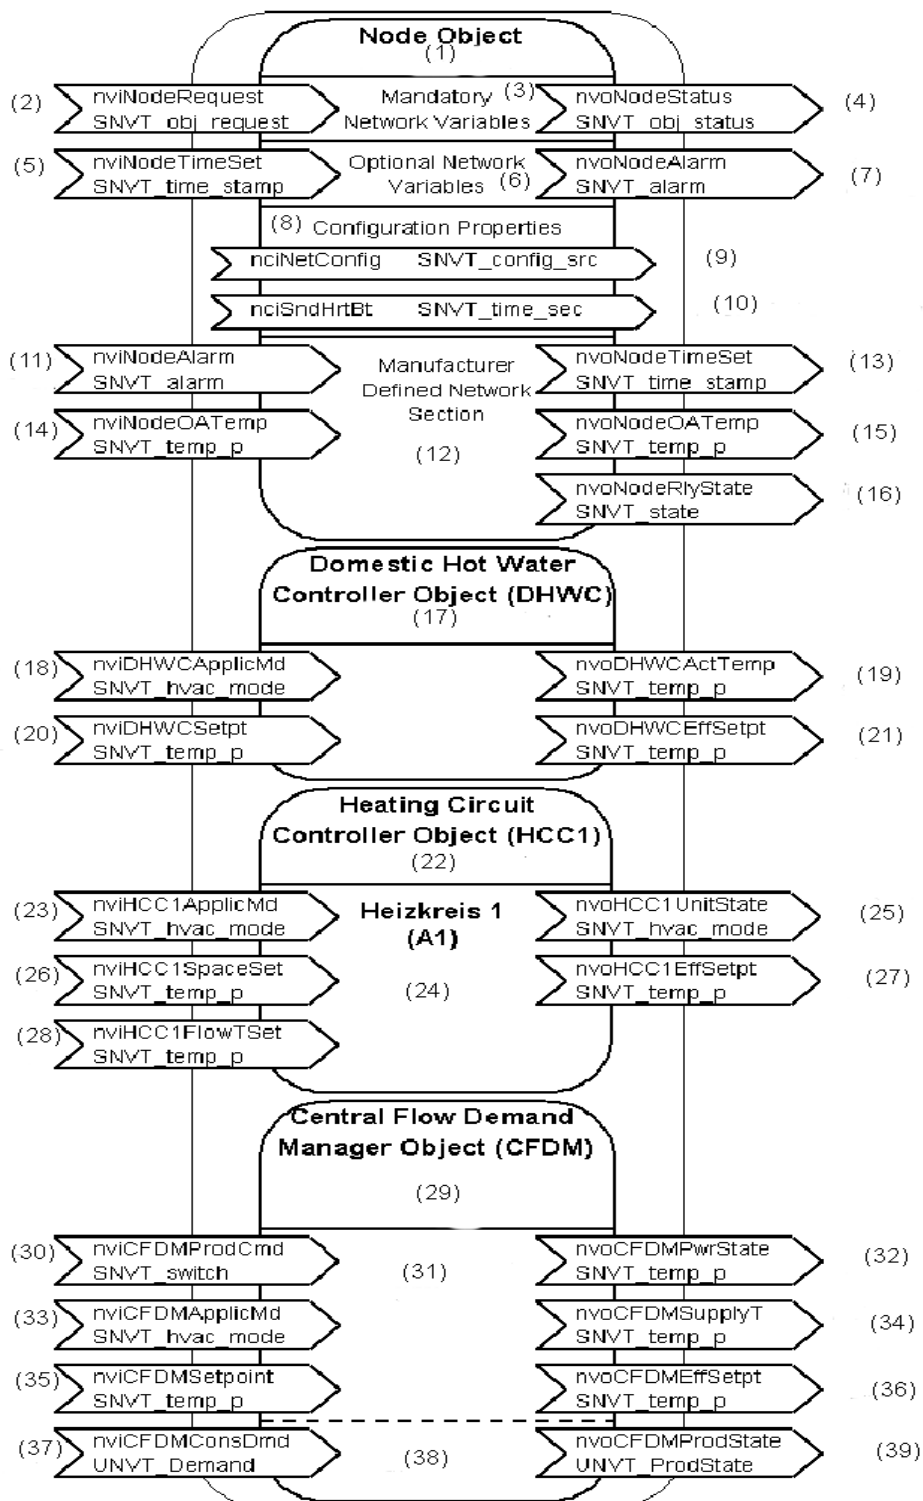 Node Object
(1)
(2) nviNodeRequest
SNVT_obj_request
Mandatory (3)
Network Variables
nvoNodeStatus (4)
SNVT_obj_status
(5) nviNodeTimeSet
SNVT_time_stamp
Optional Network
Variables (6)
nvoNodeAlarm (7)
SNVT_alarm
(8) Configuration Properties
nciNetConfig SNVT_config_src (9)
nciSndHrtBt SNVT_time_sec (10)
(11) nviNodeAlarm
SNVT_alarm
Manufacturer
Defined Network
Section
(12)
nvoNodeTimeSet (13)
SNVT_time_stamp
(14) nviNodeOATemp
SNVT_temp_p
nvoNodeOATemp (15)
SNVT_temp_p
nvoNodeRlyState (16)
SNVT_state
Domestic Hot Water
Controller Object (DHWC)
(17)
(18) nviDHWCApplicMd
SNVT_hvac_mode
nvoDHWCActTemp (19)
SNVT_temp_p
(20) nviDHWCSetpt
SNVT_temp_p
nvoDHWCEffSetpt (21)
SNVT_temp_p
Heating Circuit
Controller Object (HCC1)
(22)
(23) nviHCC1ApplicMd
SNVT_hvac_mode
Heizkreis 1
(A1)
(24)
nvoHCC1UnitState (25)
SNVT_hvac_mode
(26) nviHCC1SpaceSet
SNVT_temp_p
nvoHCC1EffSetpt (27)
SNVT_temp_p
(28) nviHCC1FlowTSet
SNVT_temp_p
Central Flow Demand
Manager Object (CFDM)
(29)
(30) nviCFDMProdCmd
SNVT_switch
(31)
nvoCFDMPwrState (32)
SNVT_temp_p
(33) nviCFDMApplicMd
SNVT_hvac_mode
nvoCFDMSupplyT (34)
SNVT_temp_p
(35) nviCFDMSetpoint
SNVT_temp_p
nvoCFDMEffSetpt (36)
SNVT_temp_p
(37) nviCFDMConsDmd
UNVT_Demand
(38)
nvoCFDMProdState (39)
UNVT_ProdState